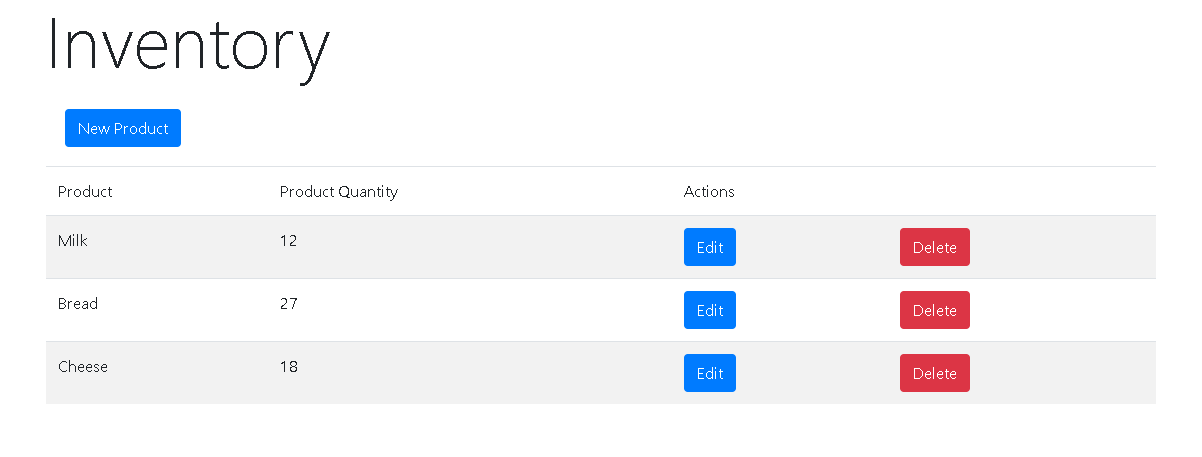 Inventory
New Product
Product Product Quantity Actions
Milk 12 Edit Delete
Bread 27 Edit Delete
Cheese 18 Edit Delete